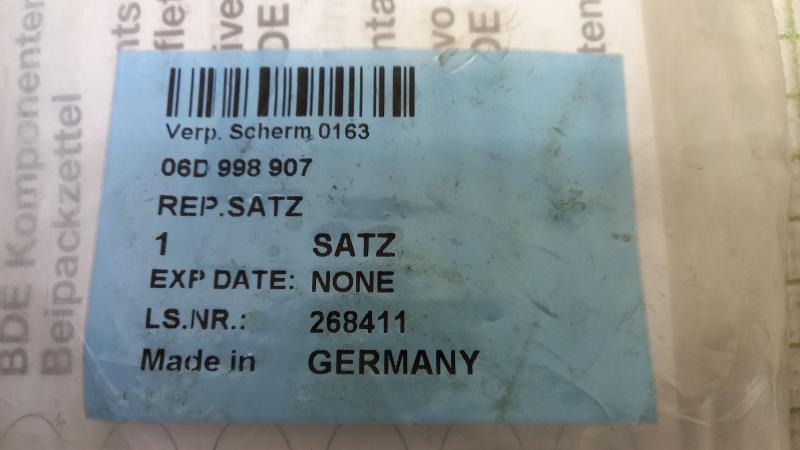 BDE Komponenten
Beipackzettel
Verp. Scherm 0163
06D 998 907
REP.SATZ
1 SATZ
EXP DATE: NONE
LS.NR.: 268411
Made in GERMANY